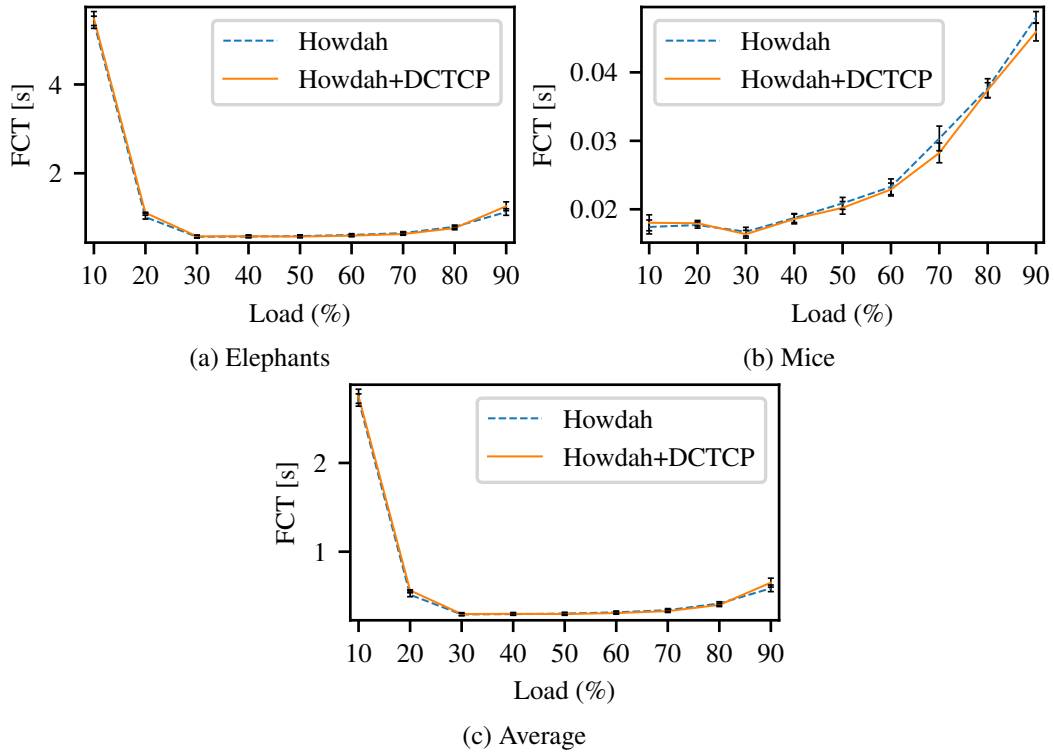 FCT [s]
4
2
Howdah
Howdah+DCTCP
10 20 30 40 50 60 70 80 90
Load (%)
(a) Elephants
FCT [s]
0.04
0.03
0.02
Howdah
Howdah+DCTCP
10 20 30 40 50 60 70 80 90
Load (%)
(b) Mice
FCT [s]
2
1
Howdah
Howdah+DCTCP
10 20 30 40 50 60 70 80 90
Load (%)
(c) Average